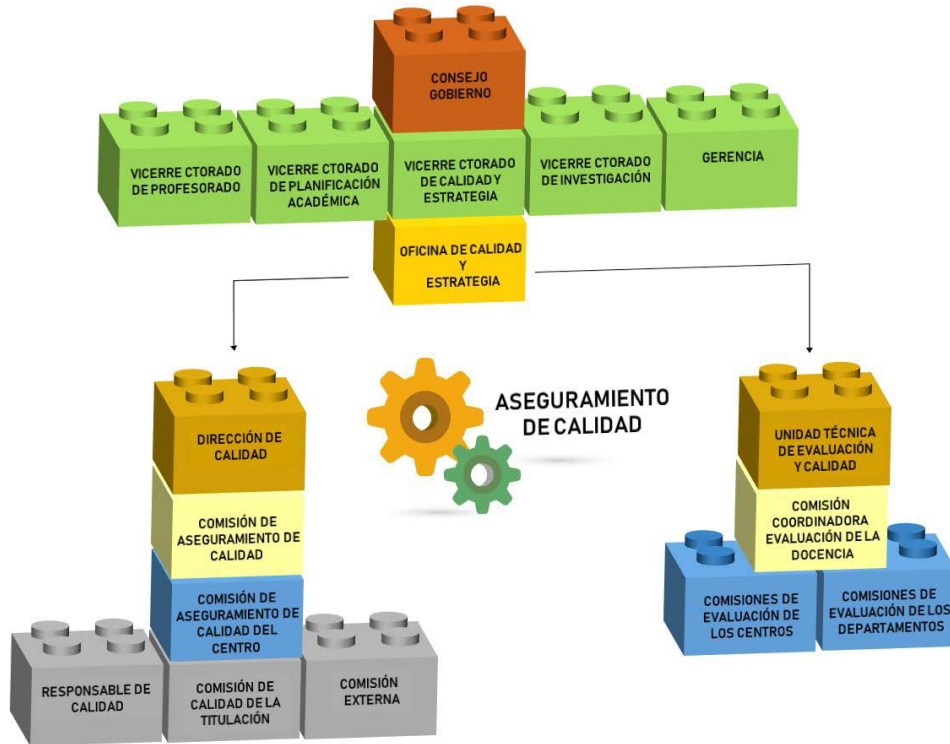 CONSEJO
GOBIERNO
VICERRE CTORADO
DE PROFESORADO
VICERRE CTORADO
DE PLANIFICACIÓN
ACADÉMICA
VICERRE CTORADO
DE CALIDAD Y
ESTRATEGIA
VICERRE CTORADO
DE INVESTIGACIÓN
GERENCIA
OFICINA DE CALIDAD
Y
ESTRATEGIA
ASEGURAMIENTO
DE CALIDAD
DIRECCIÓN DE
CALIDAD
COMISIÓN DE
ASEGURAMIENTO DE
CALIDAD
COMISIÓN DE
ASEGURAMIENTO DE
CALIDAD DEL
CENTRO
RESPONSABLE DE
CALIDAD
COMISIÓN DE
CALIDAD DE LA
TITULACIÓN
COMISIÓN
EXTERNA
UNIDAD TÉCNICA
DE EVALUACIÓN
Y CALIDAD
COMISIÓN
COORDINADORA
EVALUACIÓN DE LA
DOCENCIA
COMISIONES DE
EVALUACIÓN DE
LOS CENTROS
COMISIONES DE
EVALUACIÓN DE LOS
DEPARTAMENTOS